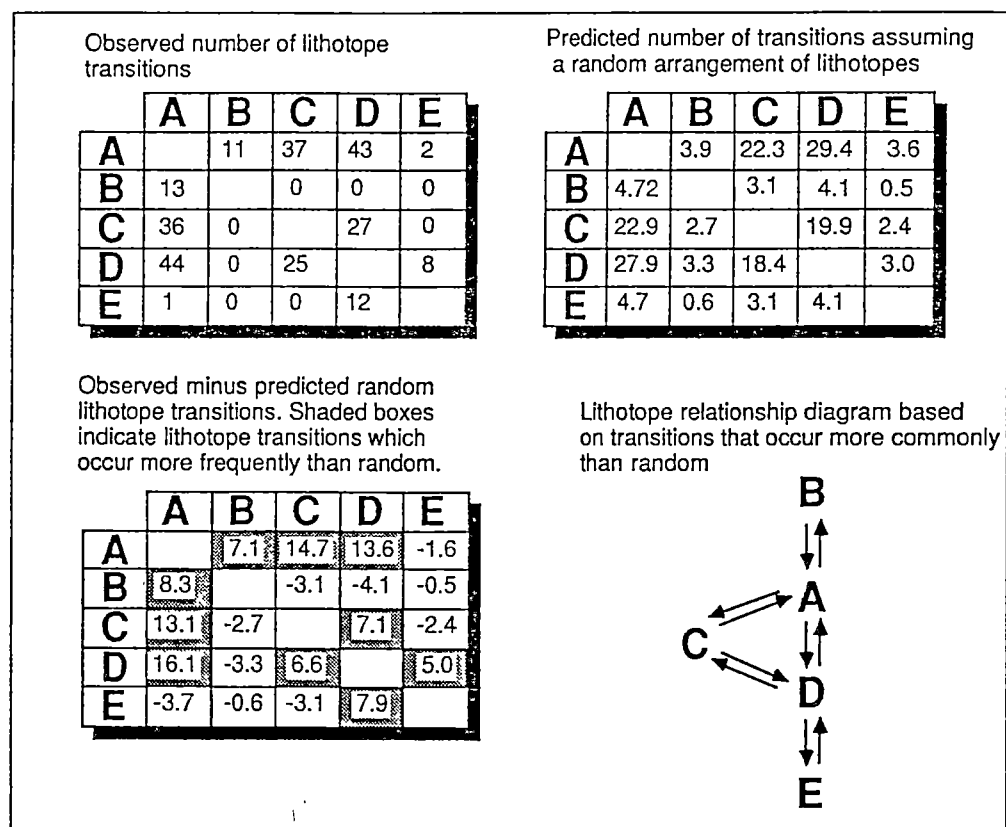 Observed number of lithotope
transitions
A B C D E
A 11 37 43 2
B 13 0 0 0
C 36 0 27 0
D 44 0 25 8
E 1 0 0 12
Predicted number of transitions assuming
a random arrangement of lithotopes
A B C D E
A 3.9 22.3 29.4 3.6
B 4.72 3.1 4.1 0.5
C 22.9 2.7 19.9 2.4
D 27.9 3.3 18.4 3.0
E 4.7 0.6 3.1 4.1
Observed minus predicted random
lithotope transitions. Shaded boxes
indicate lithotope transitions which
occur more frequently than random.
A B C D E
A 7.1 14.7 13.6 -1.6
B 8.3 -3.1 -4.1 -0.5
C 13.1 -2.7 7.1 -2.4
D 16.1 -3.3 6.6 5.0
E -3.7 -0.6 -3.1 7.9
Lithotope relationship diagram based
on transitions that occur more commonly
than random
B
A
C
D
E